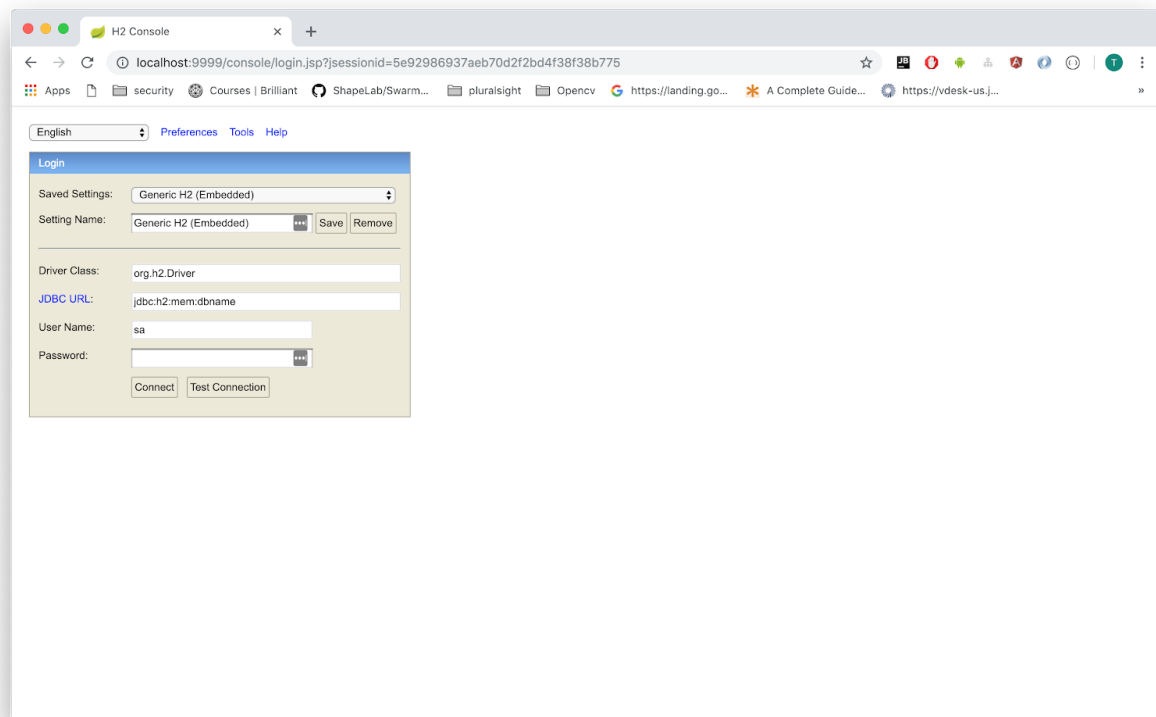 H2 Console
localhost:9999/console/login.jsp?jsessionid=5e92986937aeb70d2f2bd4f38f38b775
JB
T
Apps security Courses | Brilliant ShapeLab/Swarm... pluralsight Opencv https://landing.go... A Complete Guide... https://vdesk-us.j... »
English Preferences Tools Help
Login
Saved Settings: Generic H2 (Embedded)
Setting Name: Generic H2 (Embedded) Save Remove
Driver Class: org.h2.Driver
JDBC URL: jdbc:h2:mem:dbname
User Name: sa
Password:
Connect Test Connection